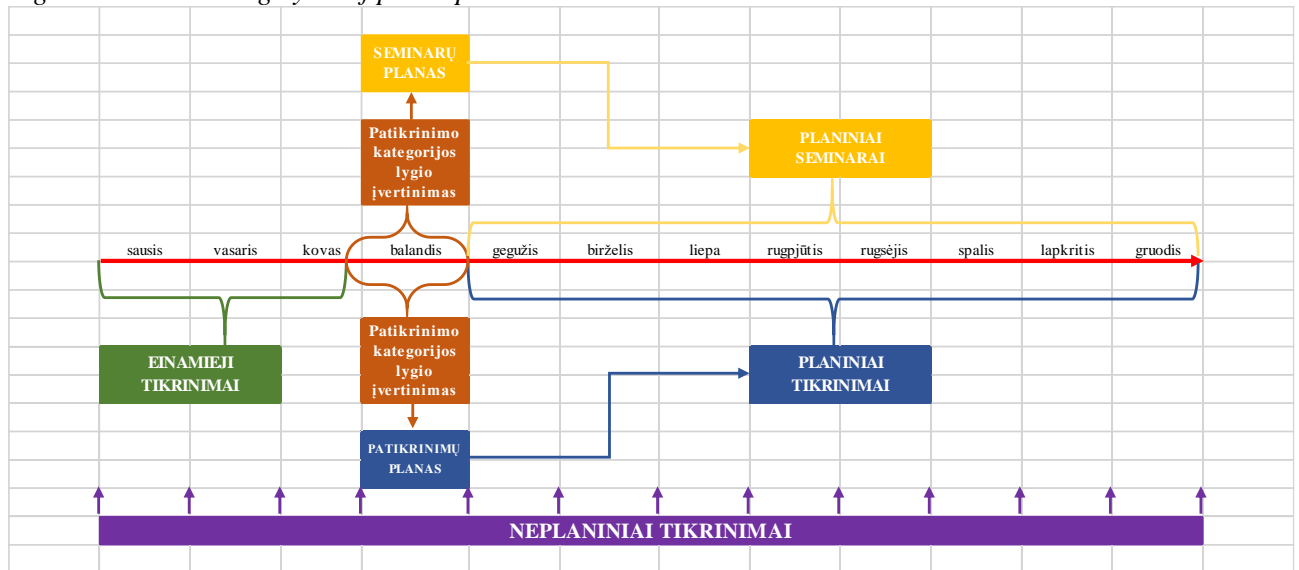 SEMINARŲ
PLANAS
Patikrinimo
kategorijos
lygio
įvertinimas
PLANINIAI
SEMINARAI
sausis vasaris kovas balandis gegužis birželis liepa rugpjūtis rugsėjis spalis lapkritis gruodis
EINAMIEJI
TIKRINIMAI
Patikrinimo
kategorijos
lygio
įvertinimas
PLANINIAI
TIKRINIMAI
PATIKRINIMŲ
PLANAS
NEPLANINIAI TIKRINIMAI